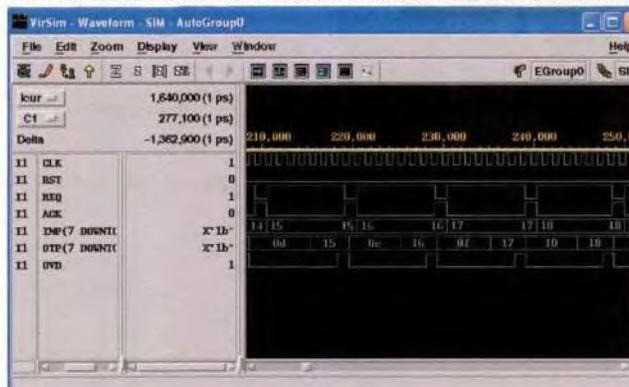 VirSim - Waveform - SIM - AutoGroup0
File Edit Zoom Display View Window Help
EGroup0
Icur 1,640,000 (1 ps)
C1 277,100 (1 ps)
Delta -1,362,900 (1 ps)
210,000 220,000 230,000 240,000 250,
I1 CLK 1
I1 RST 0
I1 REQ 1
I1 ACK 0
I1 INP(7 DOWNT( X"1b"
I1 OTP(7 DOWNT( X"1b"
I1 OVD 1
14 15 15 16 16 17 17 18 18
0d 15 0e 16 0f 17 10 18